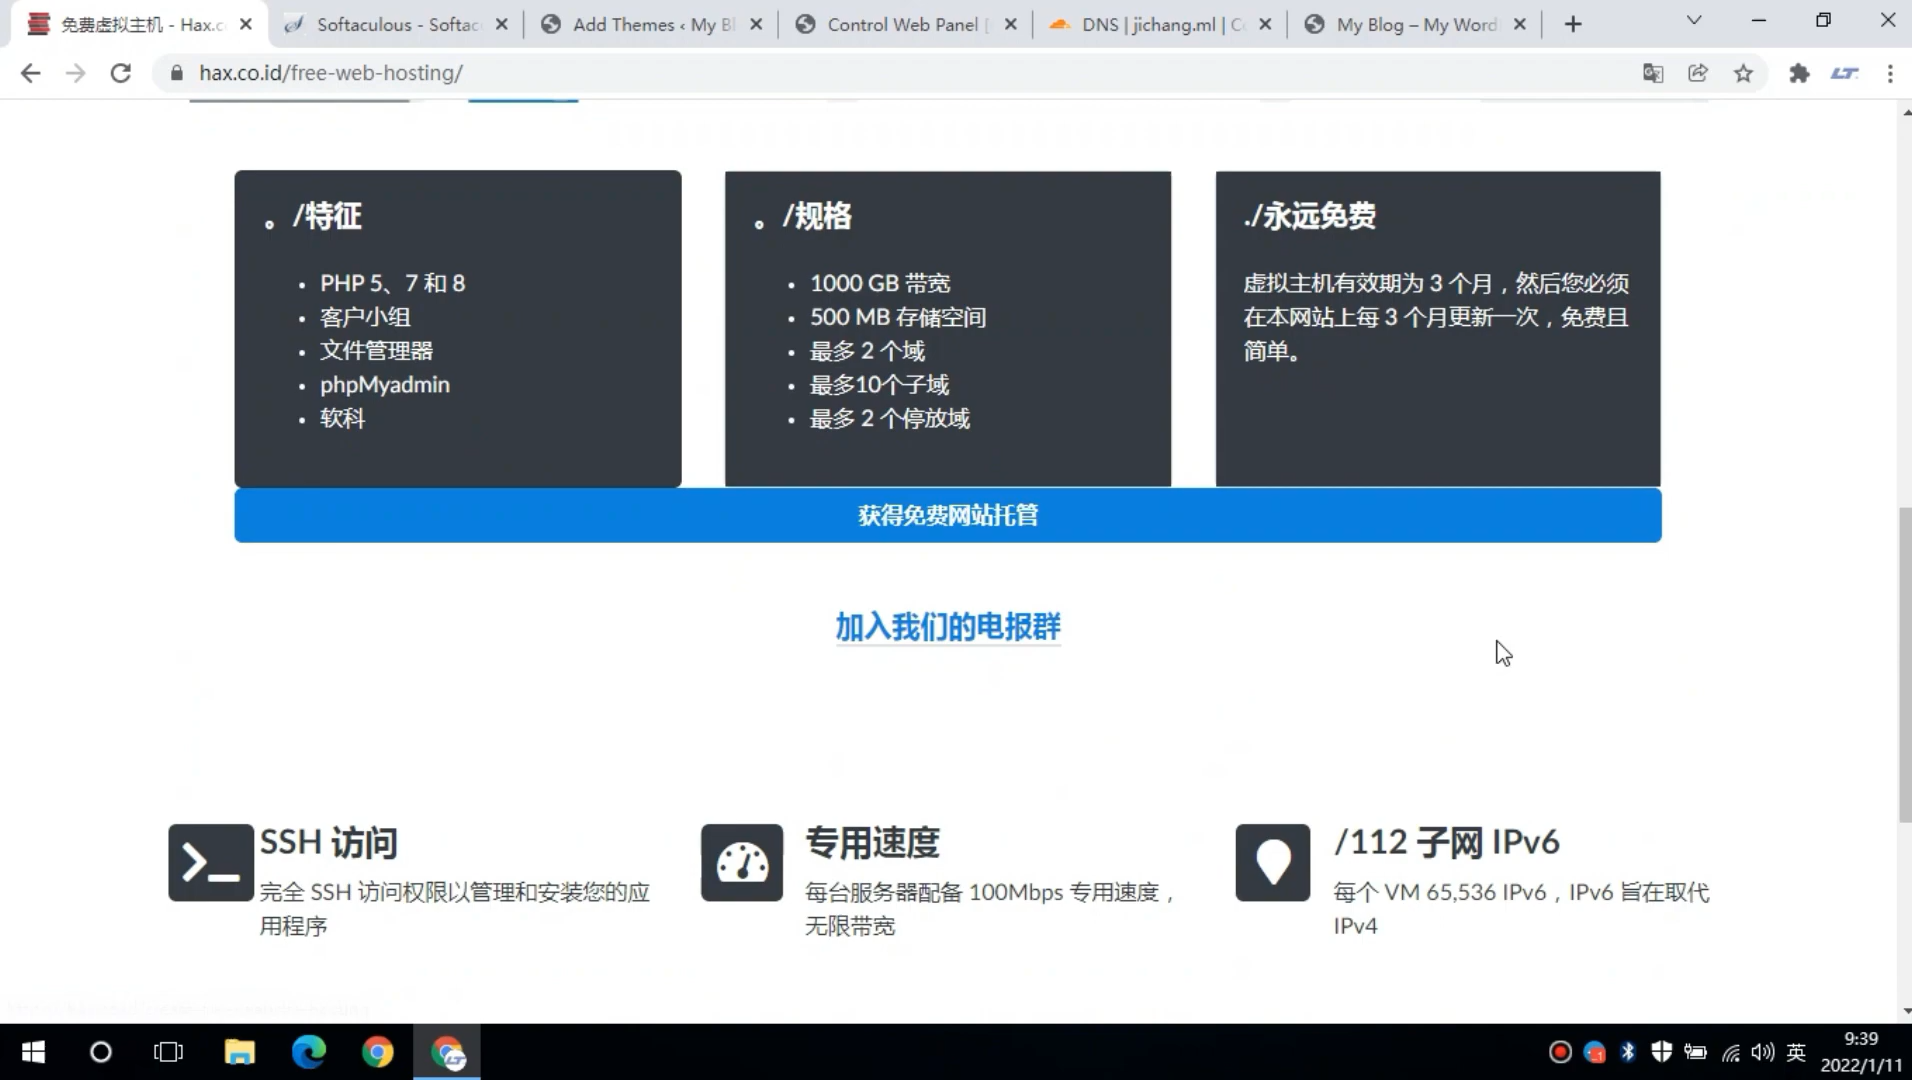 免费虚拟主机 - Hax.c
Softaculous - Softac
Add Themes ‹ My Bl
Control Web Panel [
DNS | jichang.ml | C
My Blog – My Word
hax.co.id/free-web-hosting/
。/特征
PHP 5、7 和 8
客户小组
文件管理器
phpMyadmin
软科
。/规格
1000 GB 带宽
500 MB 存储空间
最多 2 个域
最多10个子域
最多 2 个停放域
./永远免费
虚拟主机有效期为 3 个月，然后您必须
在本网站上每 3 个月更新一次，免费且
简单。
获得免费网站托管
加入我们的电报群
SSH 访问
完全 SSH 访问权限以管理和安装您的应
用程序
专用速度
每台服务器配备 100Mbps 专用速度，
无限带宽
/112 子网 IPv6
每个 VM 65,536 IPv6，IPv6 旨在取代
IPv4
英
9:39
2022/1/11